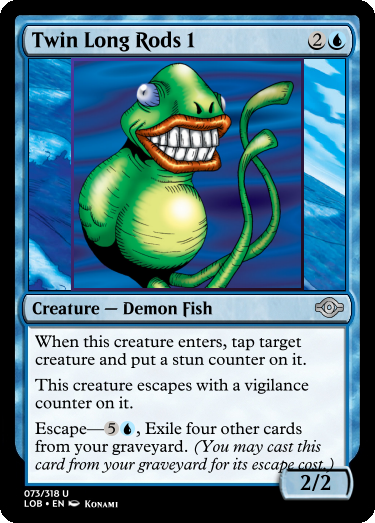 Twin Long Rods 1 2
Creature — Demon Fish
When this creature enters, tap target
creature and put a stun counter on it.
This creature escapes with a vigilance
counter on it.
Escape—5, Exile four other cards
from your graveyard. (You may cast this
card from your graveyard for its escape cost.)
2/2
073/318 U
LOB • EN Konami